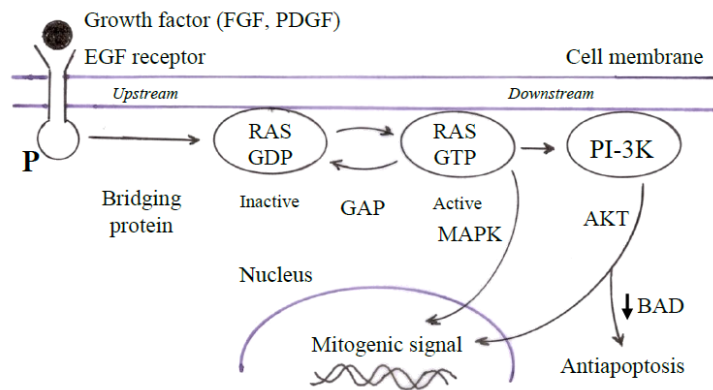 Growth factor (FGF, PDGF)
EGF receptor
Cell membrane
Upstream
Downstream
P
RAS
GDP
RAS
GTP
PI-3K
Bridging
protein
Inactive
GAP
Active
MAPK
AKT
Nucleus
BAD
Mitogenic signal
Antiapoptosis